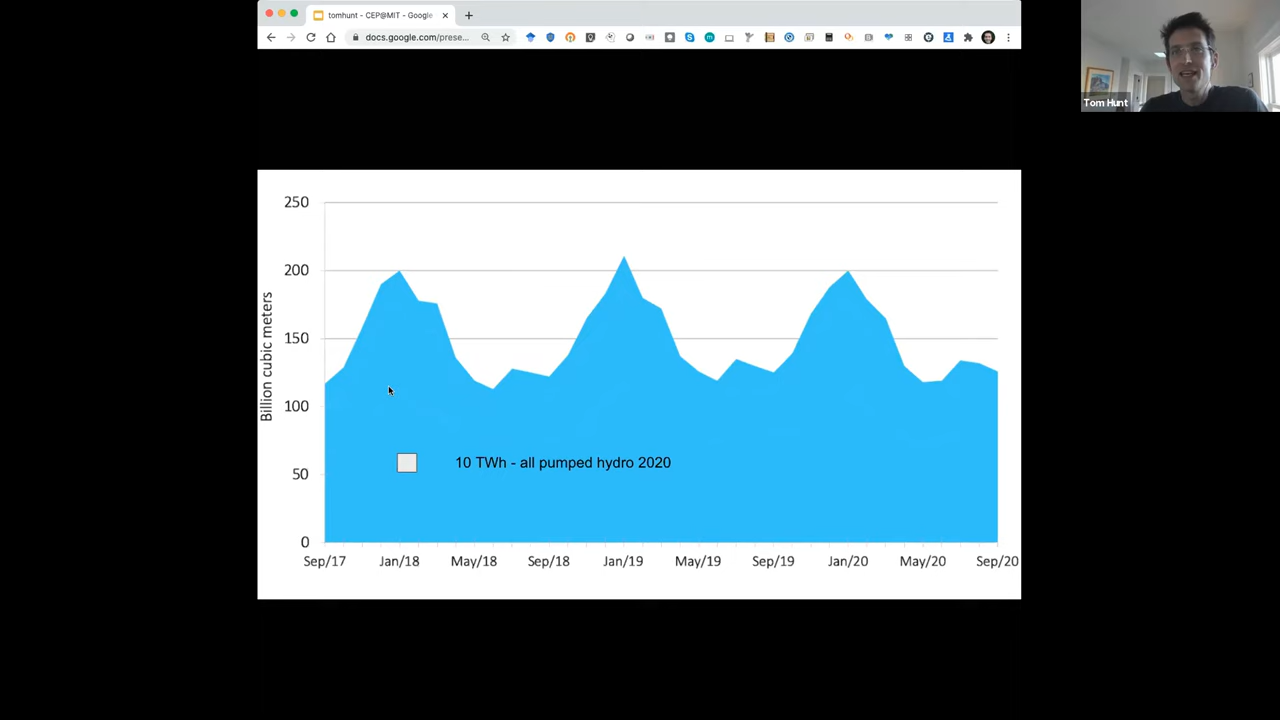 tomhunt - CEP@MIT - Google
docs.google.com/prese...
Tom Hunt
Billion cubic meters
250
200
150
100
50
0
10 TWh - all pumped hydro 2020
Sep/17 Jan/18 May/18 Sep/18 Jan/19 May/19 Sep/19 Jan/20 May/20 Sep/20